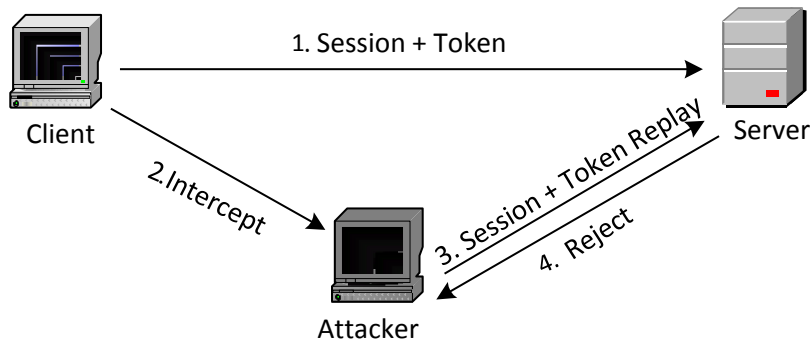 1. Session + Token
Client
Server
2.Intercept
3. Session + Token Replay
4. Reject
Attacker